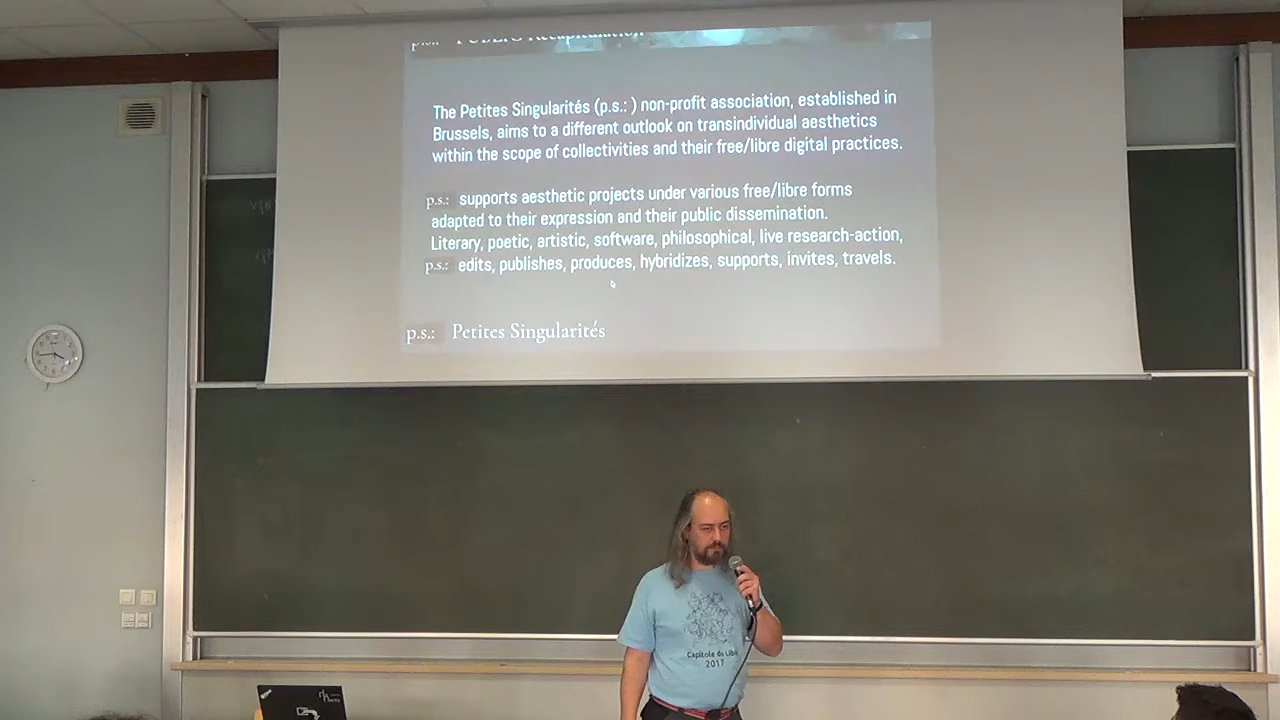 p.s.: PUBLIC Recapitulation
The Petites Singularités (p.s.: ) non-profit association, established in
Brussels, aims to a different outlook on transindividual aesthetics
within the scope of collectivities and their free/libre digital practices.
p.s.: supports aesthetic projects under various free/libre forms
adapted to their expression and their public dissemination.
Literary, poetic, artistic, software, philosophical, live research-action,
p.s.: edits, publishes, produces, hybridizes, supports, invites, travels.
p.s.: Petites Singularités
Capitole du Libre
2017